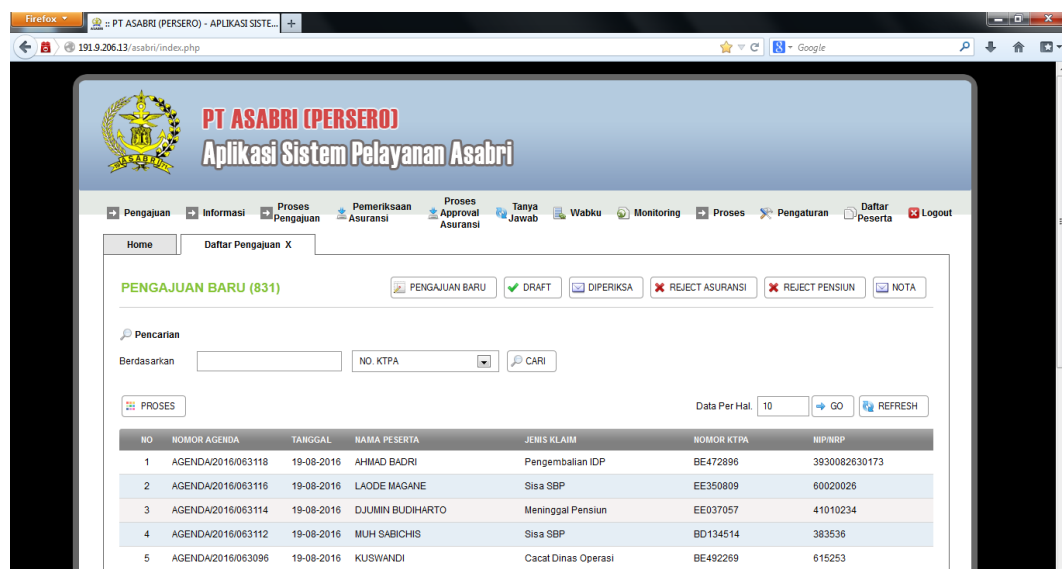 Firefox
:: PT ASABRI (PERSERO) - APLIKASI SISTE...
191.9.206.13/asabri/index.php
Google
PT ASABRI (PERSERO)
Aplikasi Sistem Pelayanan Asabri
ASABRI
Pengajuan Informasi Proses Pengajuan Pemeriksaan Asuransi Proses Approval Asuransi Tanya Jawab Wabku Monitoring Proses Pengaturan Daftar Peserta Logout
Home Daftar Pengajuan X
PENGAJUAN BARU (831) PENGAJUAN BARU DRAFT DIPERIKSA REJECT ASURANSI REJECT PENSIUN NOTA
Pencarian
Berdasarkan NO. KTPA CARI
PROSES Data Per Hal. 10 GO REFRESH
NO NOMOR AGENDA TANGGAL NAMA PESERTA JENIS KLAIM NOMOR KTPA NIP/NRP
1 AGENDA/2016/063118 19-08-2016 AHMAD BADRI Pengembalian IDP BE472896 3930082630173
2 AGENDA/2016/063116 19-08-2016 LAODE MAGANE Sisa SBP EE350809 60020026
3 AGENDA/2016/063114 19-08-2016 DJUMIN BUDIHARTO Meninggal Pensiun EE037057 41010234
4 AGENDA/2016/063112 19-08-2016 MUH SABICHIS Sisa SBP BD134514 383536
5 AGENDA/2016/063096 19-08-2016 KUSWANDI Cacat Dinas Operasi BE492269 615253